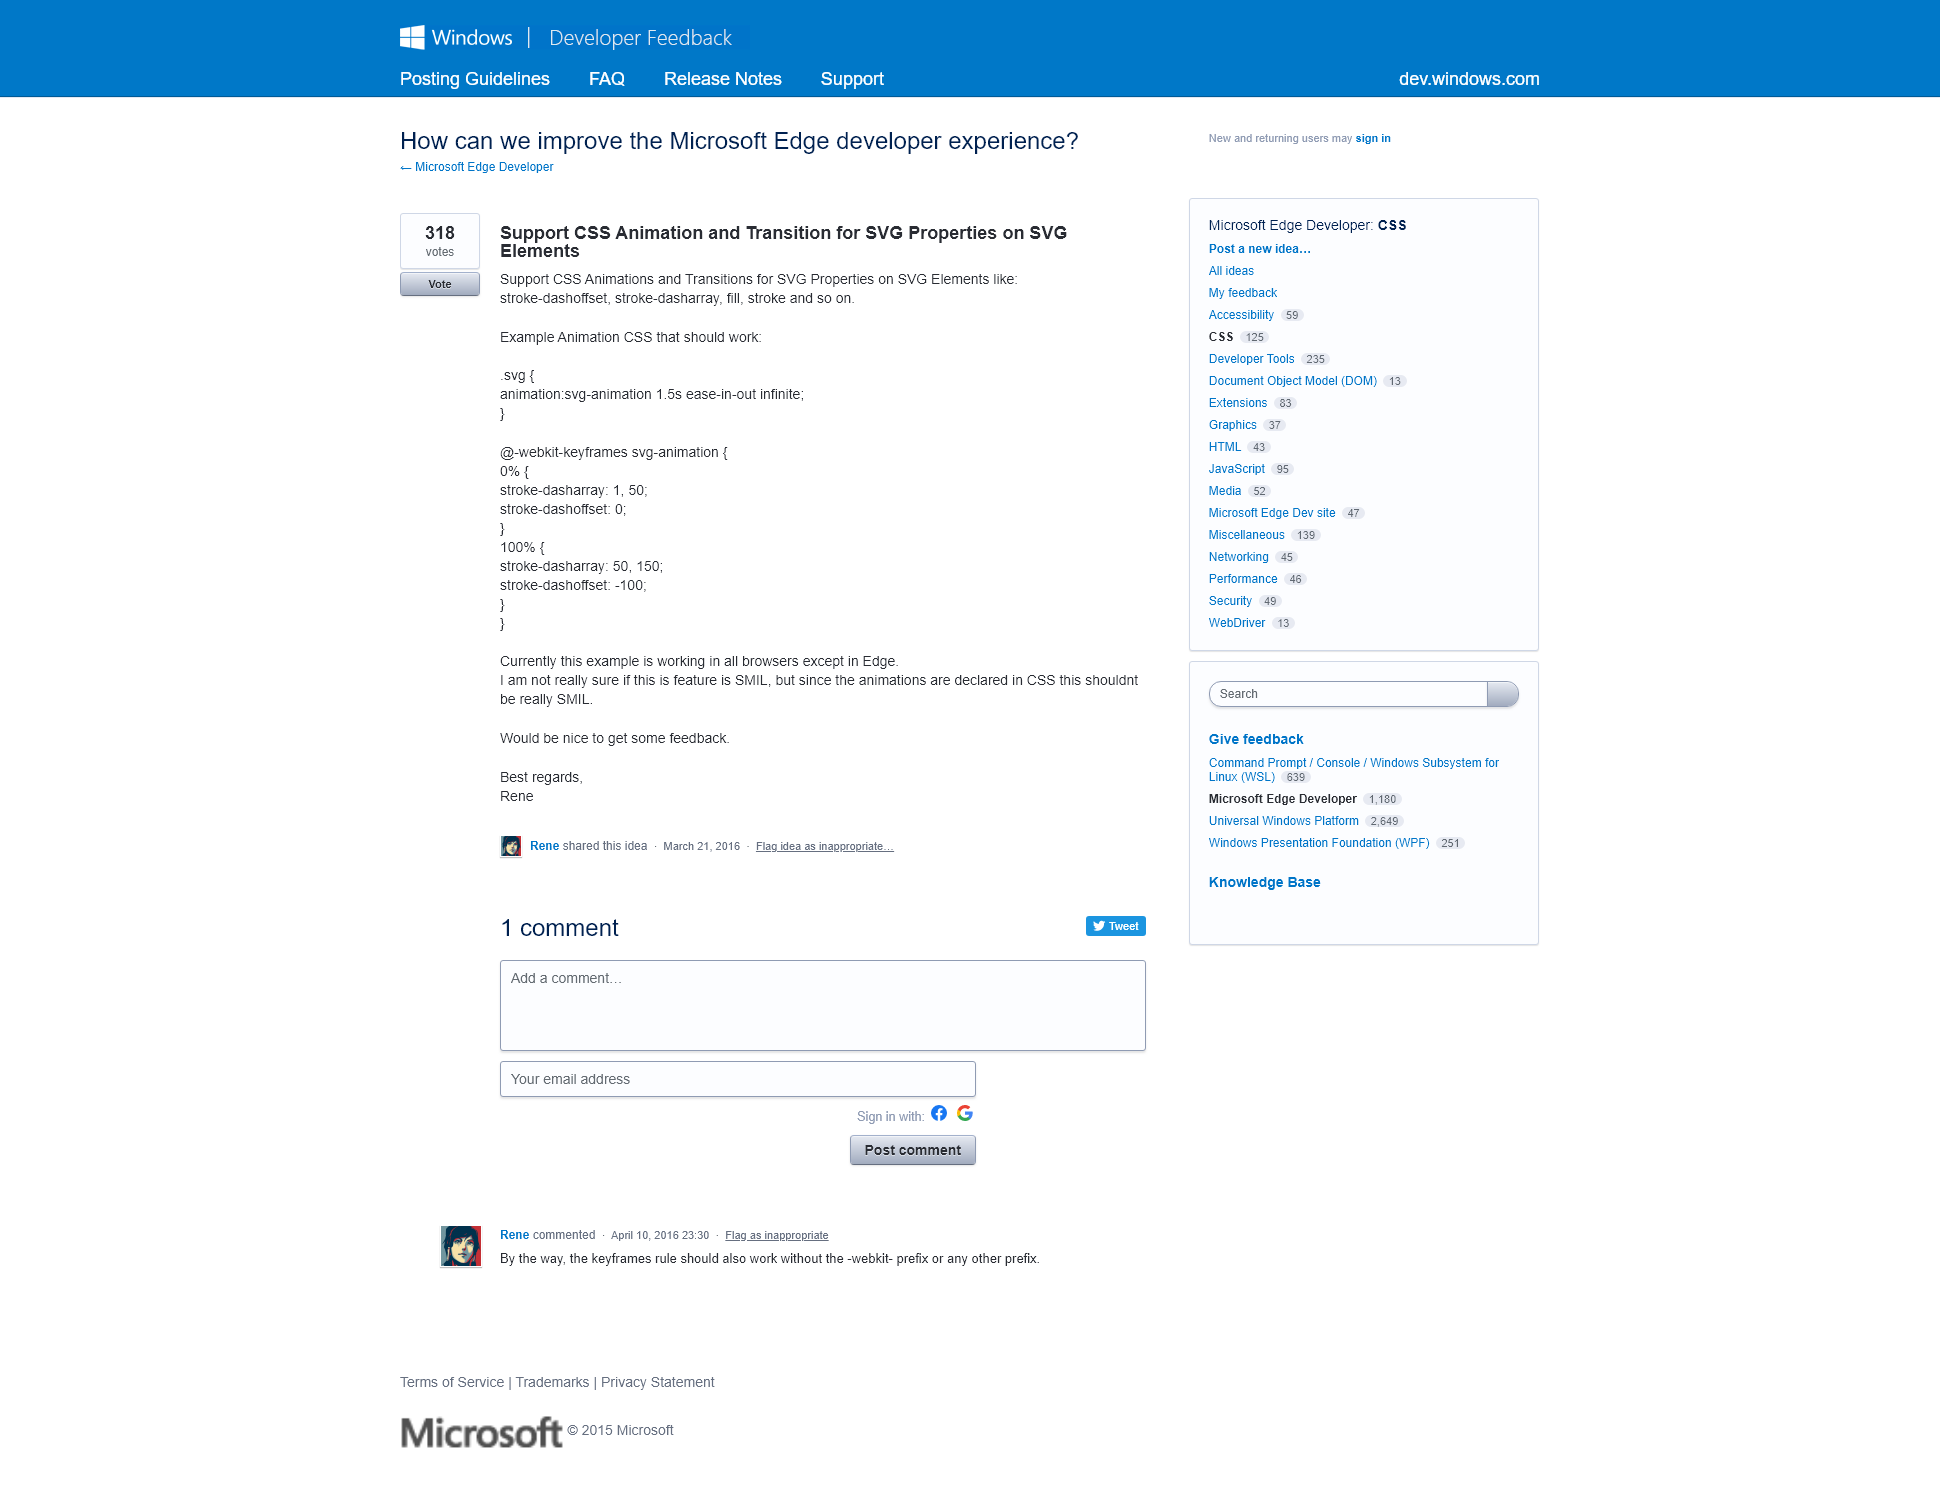 Windows | Developer Feedback
Posting Guidelines FAQ Release Notes Support dev.windows.com
How can we improve the Microsoft Edge developer experience?
← Microsoft Edge Developer
New and returning users may sign in
318
votes
Vote
Support CSS Animation and Transition for SVG Properties on SVG
Elements
Support CSS Animations and Transitions for SVG Properties on SVG Elements like:
stroke-dashoffset, stroke-dasharray, fill, stroke and so on.
Example Animation CSS that should work:
.svg {
animation:svg-animation 1.5s ease-in-out infinite;
}
@-webkit-keyframes svg-animation {
0% {
stroke-dasharray: 1, 50;
stroke-dashoffset: 0;
}
100% {
stroke-dasharray: 50, 150;
stroke-dashoffset: -100;
}
}
Currently this example is working in all browsers except in Edge.
I am not really sure if this is feature is SMIL, but since the animations are declared in CSS this shouldnt
be really SMIL.
Would be nice to get some feedback.
Best regards,
Rene
Rene shared this idea · March 21, 2016 · Flag idea as inappropriate…
1 comment
Tweet
Add a comment…
Your email address
Sign in with:
Post comment
Rene commented · April 10, 2016 23:30 · Flag as inappropriate
By the way, the keyframes rule should also work without the -webkit- prefix or any other prefix.
Microsoft Edge Developer: CSS
Post a new idea…
All ideas
My feedback
Accessibility 59
CSS 125
Developer Tools 235
Document Object Model (DOM) 13
Extensions 83
Graphics 37
HTML 43
JavaScript 95
Media 52
Microsoft Edge Dev site 47
Miscellaneous 139
Networking 45
Performance 46
Security 49
WebDriver 13
Search
Give feedback
Command Prompt / Console / Windows Subsystem for
Linux (WSL) 639
Microsoft Edge Developer 1,180
Universal Windows Platform 2,649
Windows Presentation Foundation (WPF) 251
Knowledge Base
Terms of Service | Trademarks | Privacy Statement
Microsoft © 2015 Microsoft